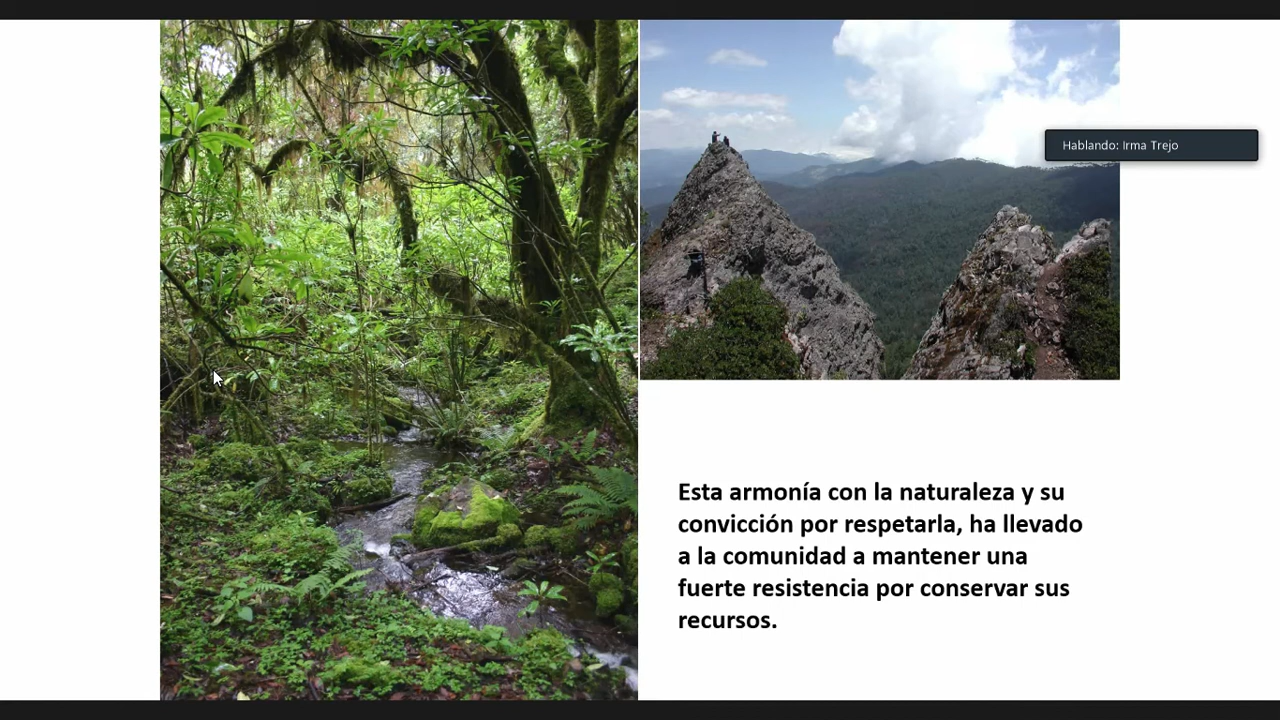 Hablando: Irma Trejo
Esta armonía con la naturaleza y su
convicción por respetarla, ha llevado
a la comunidad a mantener una
fuerte resistencia por conservar sus
recursos.